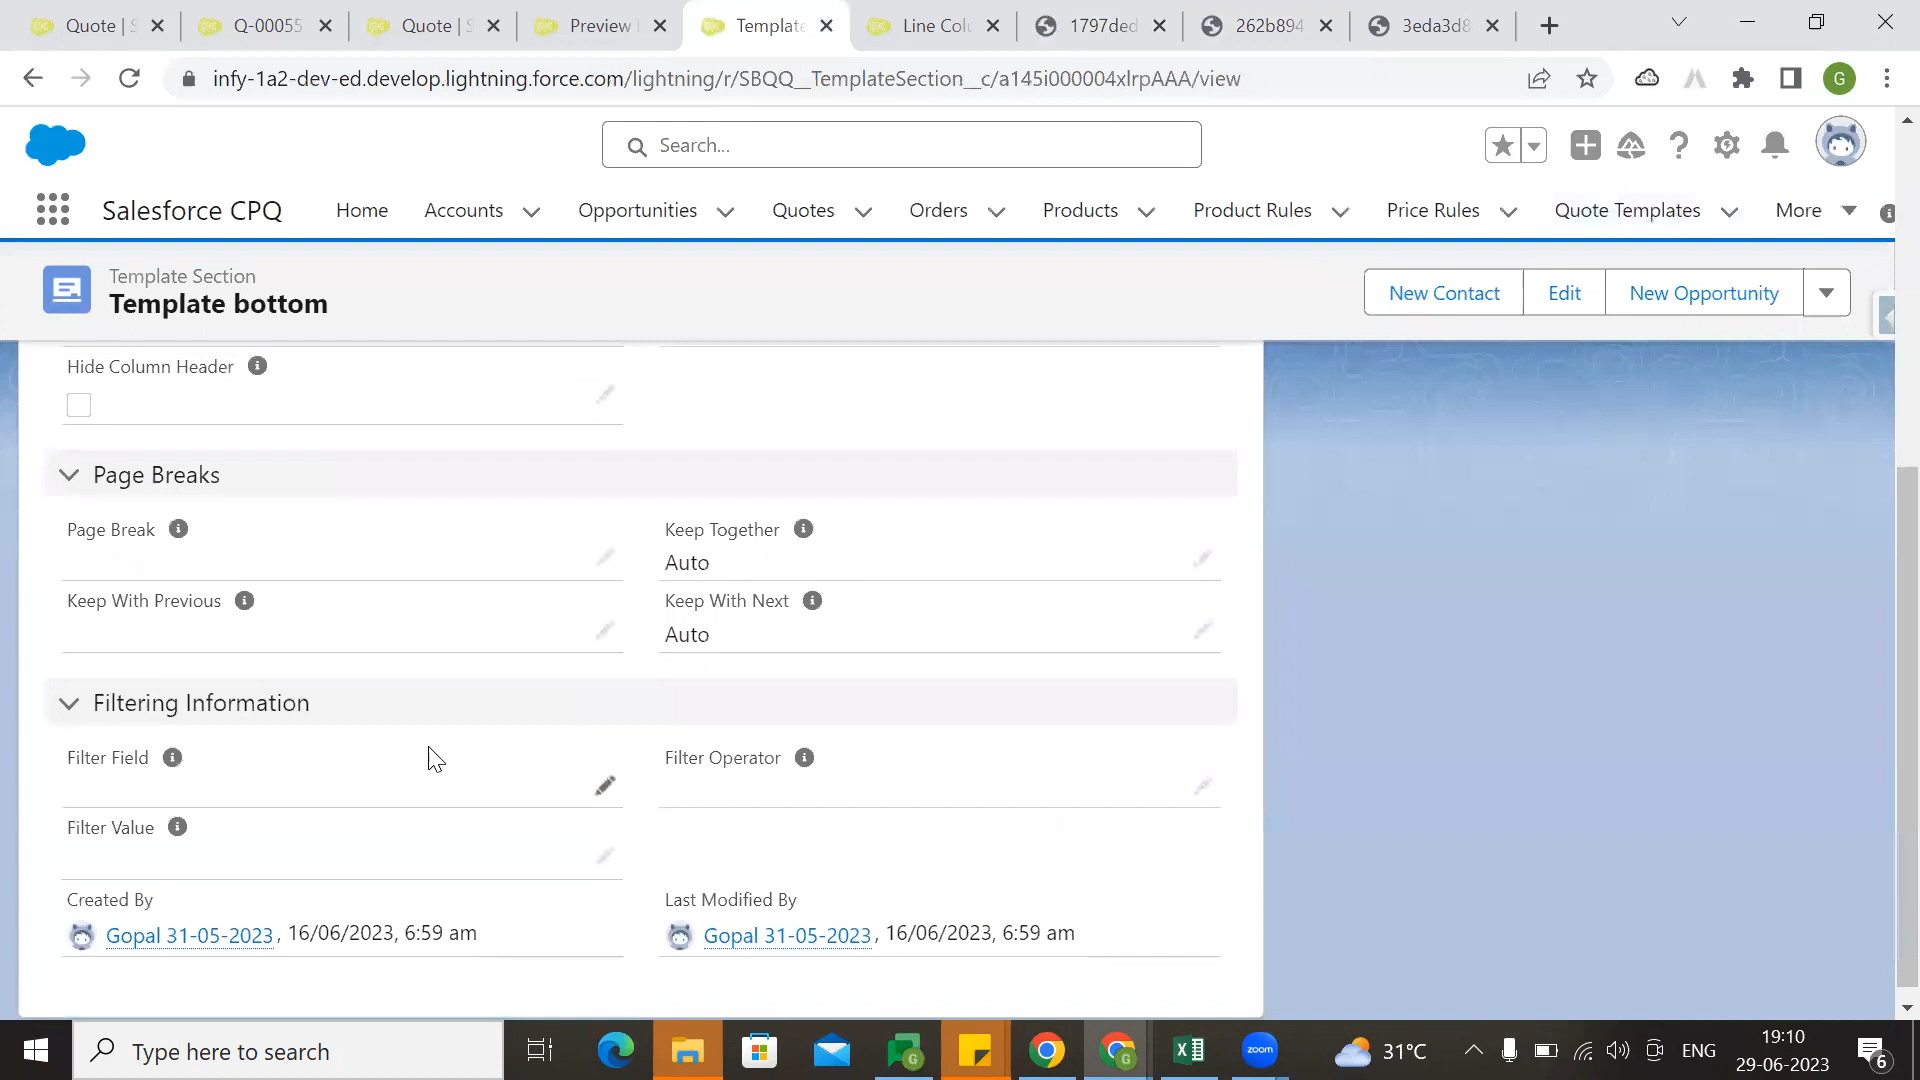 Quote | S
Q-00055
Quote | S
Preview
Template
Line Colu
1797ded
262b894
3eda3d8
infy-1a2-dev-ed.develop.lightning.force.com/lightning/r/SBQQ__TemplateSection__c/a145i000004xlrpAAA/view
G
Search...
Salesforce CPQ
Home
Accounts
Opportunities
Quotes
Orders
Products
Product Rules
Price Rules
Quote Templates
More
Template Section
Template bottom
New Contact
Edit
New Opportunity
Hide Column Header
Page Breaks
Page Break
Keep Together
Auto
Keep With Previous
Keep With Next
Auto
Filtering Information
Filter Field
Filter Operator
Filter Value
Created By
Last Modified By
Gopal 31-05-2023, 16/06/2023, 6:59 am
Gopal 31-05-2023, 16/06/2023, 6:59 am
Type here to search
G
G
zoom
31°C
ENG
19:10
29-06-2023
6